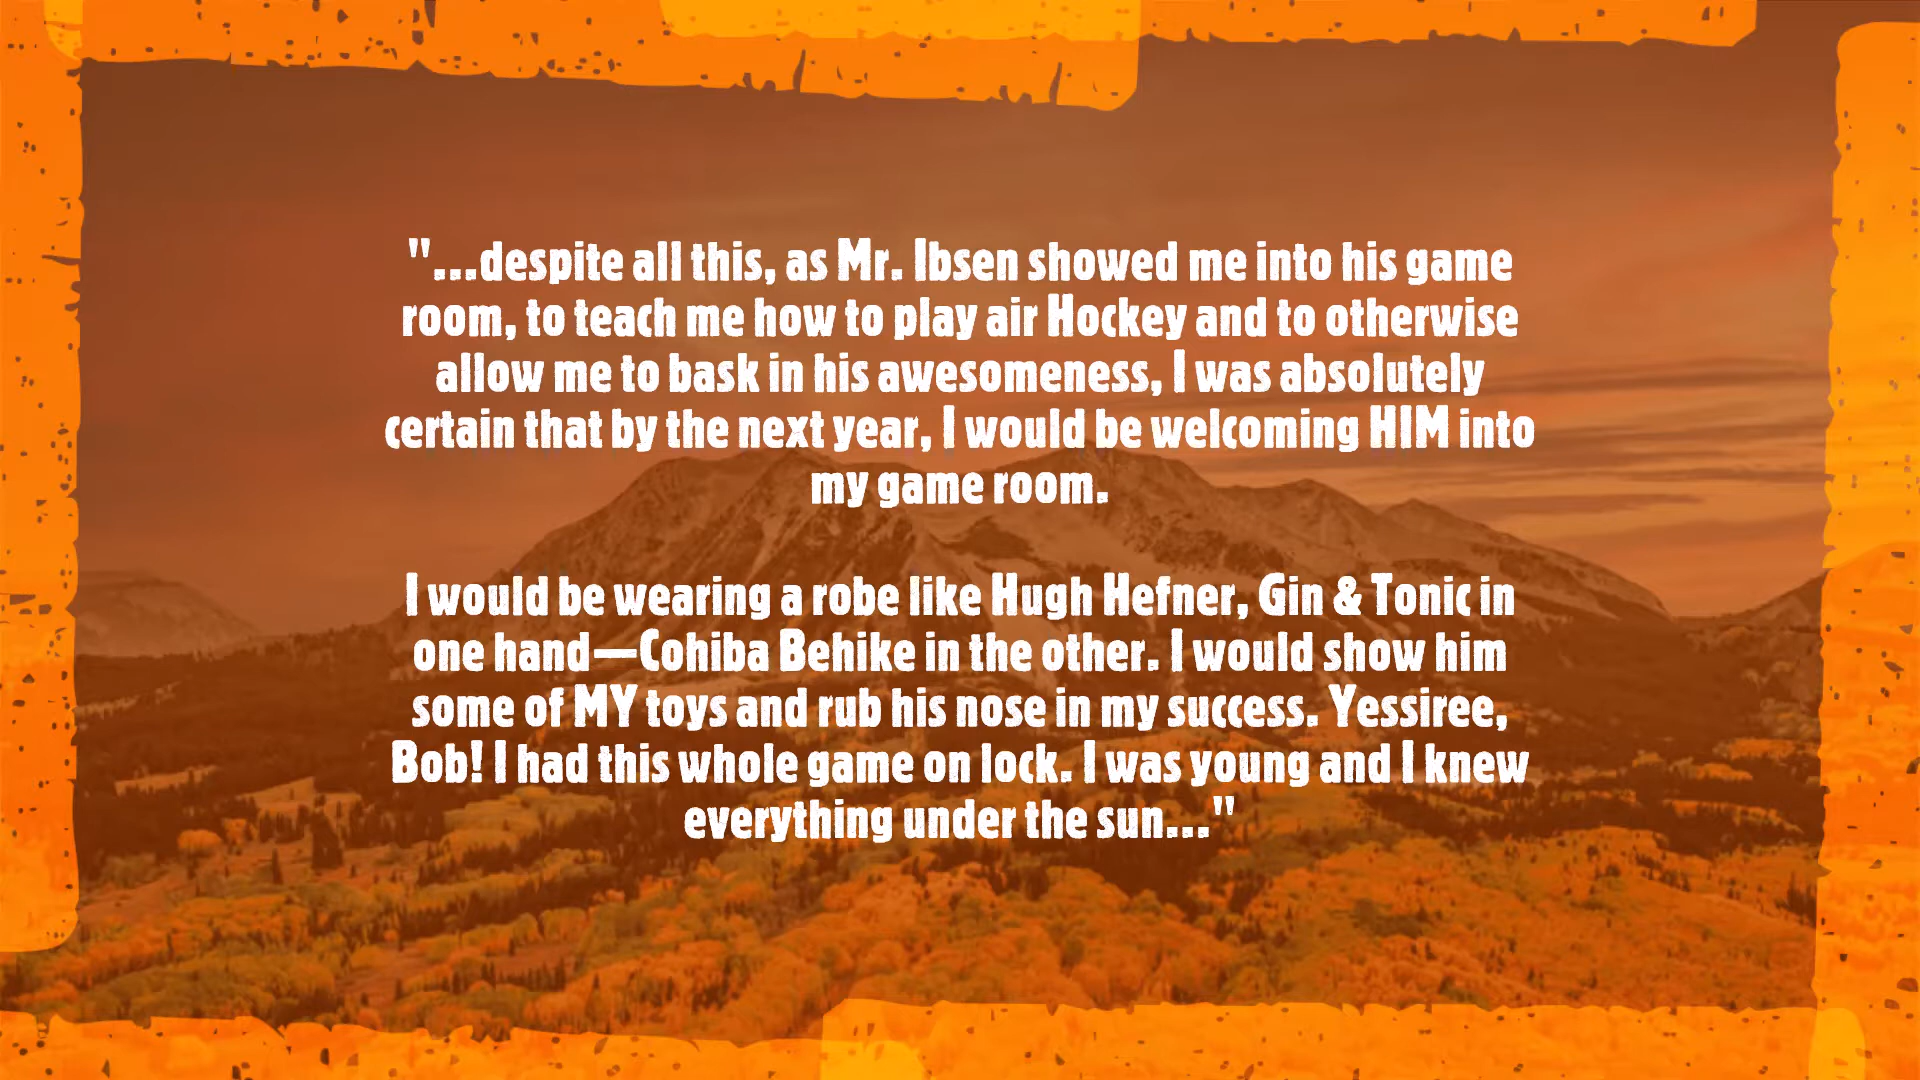 "...despite all this, as Mr. Ibsen showed me into his game
room, to teach me how to play air Hockey and to otherwise
allow me to bask in his awesomeness, I was absolutely
certain that by the next year, I would be welcoming HIM into
my game room.
I would be wearing a robe like Hugh Hefner, Gin & Tonic in
one hand—Cohiba Behike in the other. I would show him
some of MY toys and rub his nose in my success. Yessiree,
Bob! I had this whole game on lock. I was young and I knew
everything under the sun..."